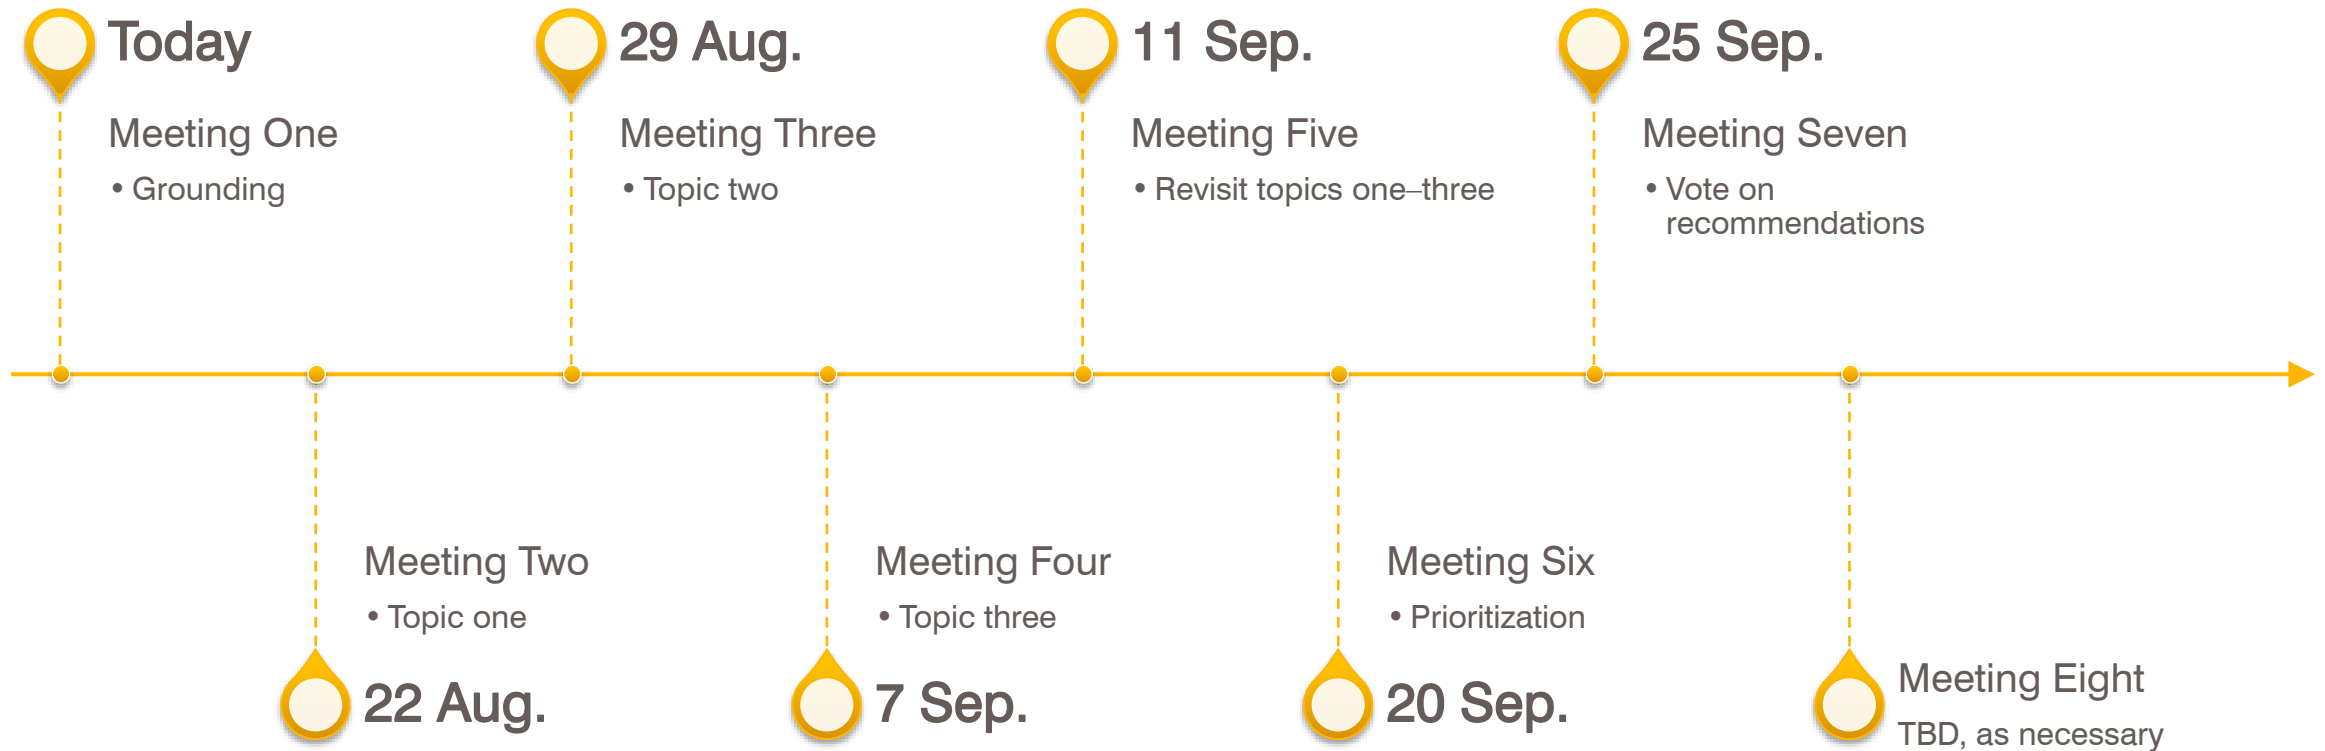 Today
Meeting One
• Grounding
29 Aug.
Meeting Three
• Topic two
11 Sep.
Meeting Five
• Revisit topics one–three
25 Sep.
Meeting Seven
• Vote on
recommendations
Meeting Two
• Topic one
22 Aug.
Meeting Four
• Topic three
7 Sep.
Meeting Six
• Prioritization
20 Sep.
Meeting Eight
TBD, as necessary